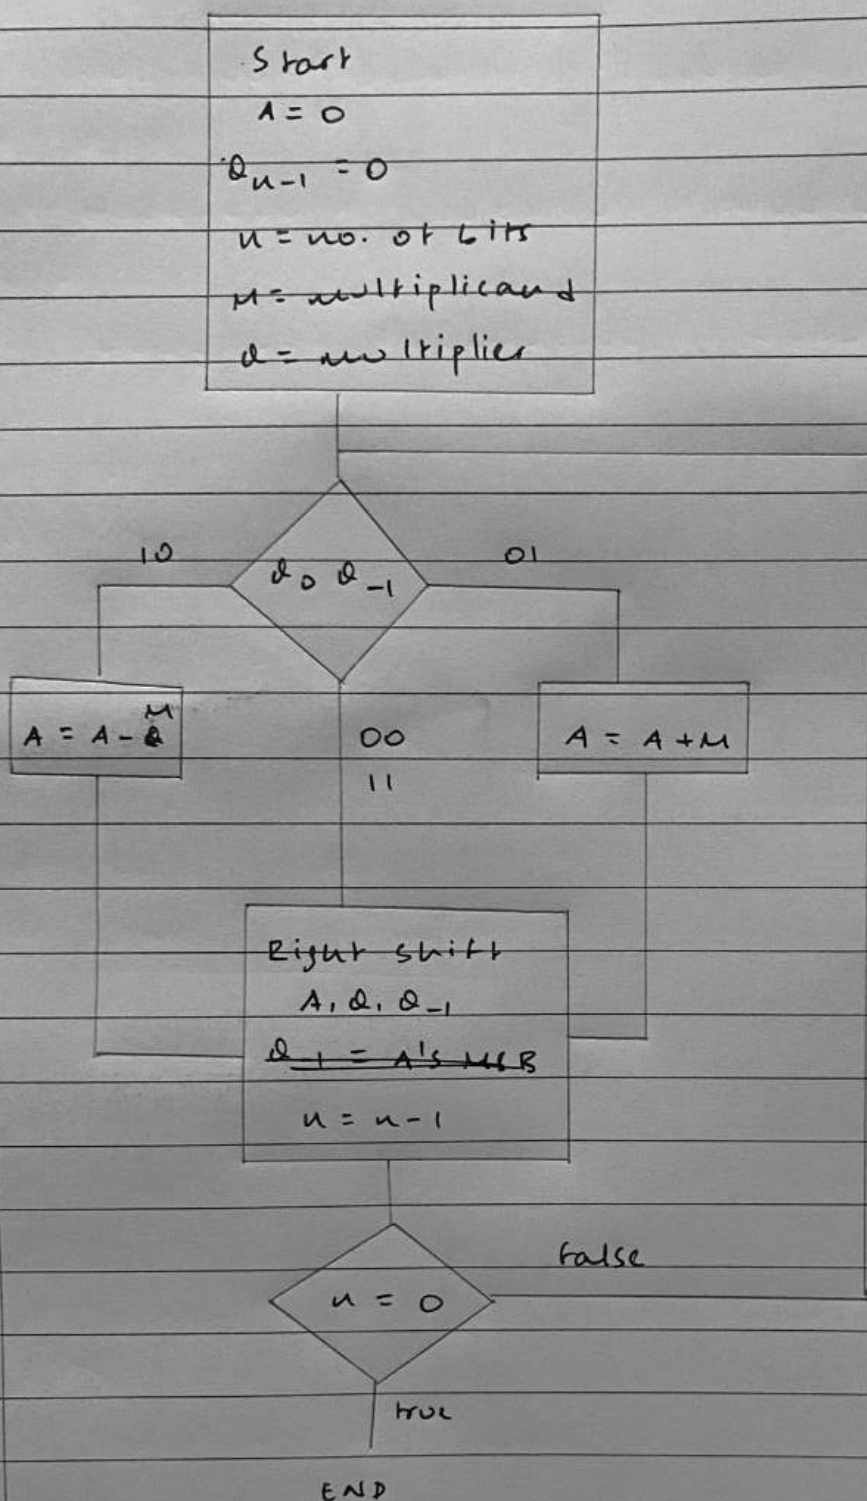 Start
A = 0
Q n-1 = 0
n = no. of bits
M = multiplicand
Q = multiplier
10
Q0 Q-1
01
M
A = A - Q
00
11
A = A + M
Right shift
A, Q, Q-1
Q-1 = A's MSB
n = n-1
n = 0
false
true
END